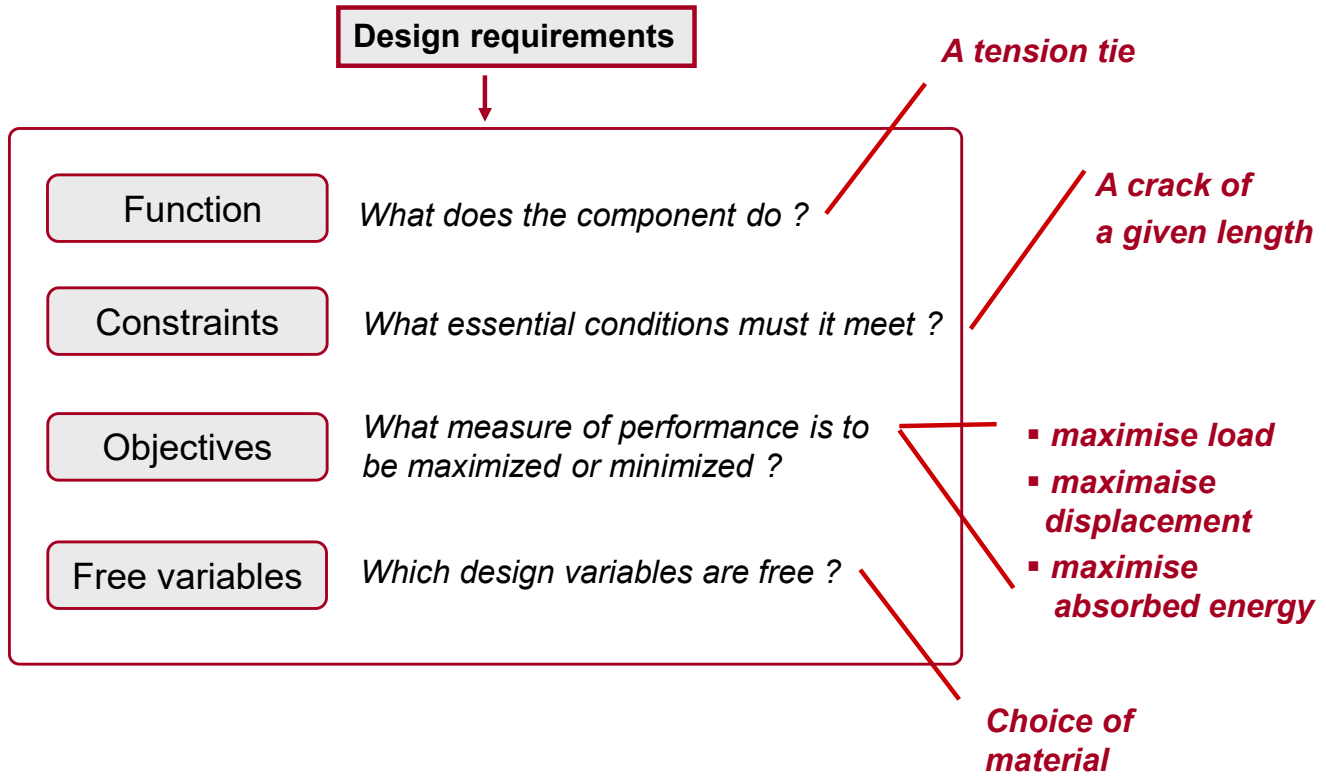 Design requirements
A tension tie
Function
What does the component do ?
A crack of
a given length
Constraints
What essential conditions must it meet ?
Objectives
What measure of performance is to
be maximized or minimized ?
▪ maximise load
▪ maximaise
displacement
▪ maximise
absorbed energy
Free variables
Which design variables are free ?
Choice of
material